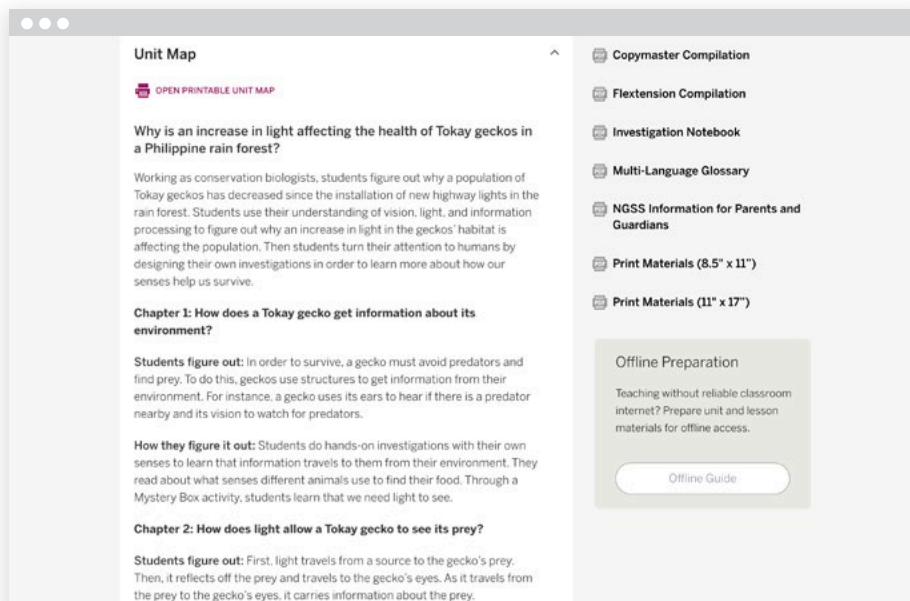 Unit Map
OPEN PRINTABLE UNIT MAP
Why is an increase in light affecting the health of Tokay geckos in
a Philippine rain forest?
Working as conservation biologists, students figure out why a population of
Tokay geckos has decreased since the installation of new highway lights in the
rain forest. Students use their understanding of vision, light, and information
processing to figure out why an increase in light in the geckos' habitat is
affecting the population. Then students turn their attention to humans by
designing their own investigations in order to learn more about how our
senses help us survive.
Chapter 1: How does a Tokay gecko get information about its
environment?
Students figure out: In order to survive, a gecko must avoid predators and
find prey. To do this, geckos use structures to get information from their
environment. For instance, a gecko uses its ears to hear if there is a predator
nearby and its vision to watch for predators.
How they figure it out: Students do hands-on investigations with their own
senses to learn that information travels to them from their environment. They
read about what senses different animals use to find their food. Through a
Mystery Box activity, students learn that we need light to see.
Chapter 2: How does light allow a Tokay gecko to see its prey?
Students figure out: First, light travels from a source to the gecko's prey.
Then, it reflects off the prey and travels to the gecko's eyes. As it travels from
the prey to the gecko's eyes, it carries information about the prey.
Copymaster Compilation
Flextension Compilation
Investigation Notebook
Multi-Language Glossary
NGSS Information for Parents and
Guardians
Print Materials (8.5" x 11")
Print Materials (11" x 17")
Offline Preparation
Teaching without reliable classroom
internet? Prepare unit and lesson
materials for offline access.
Offline Guide